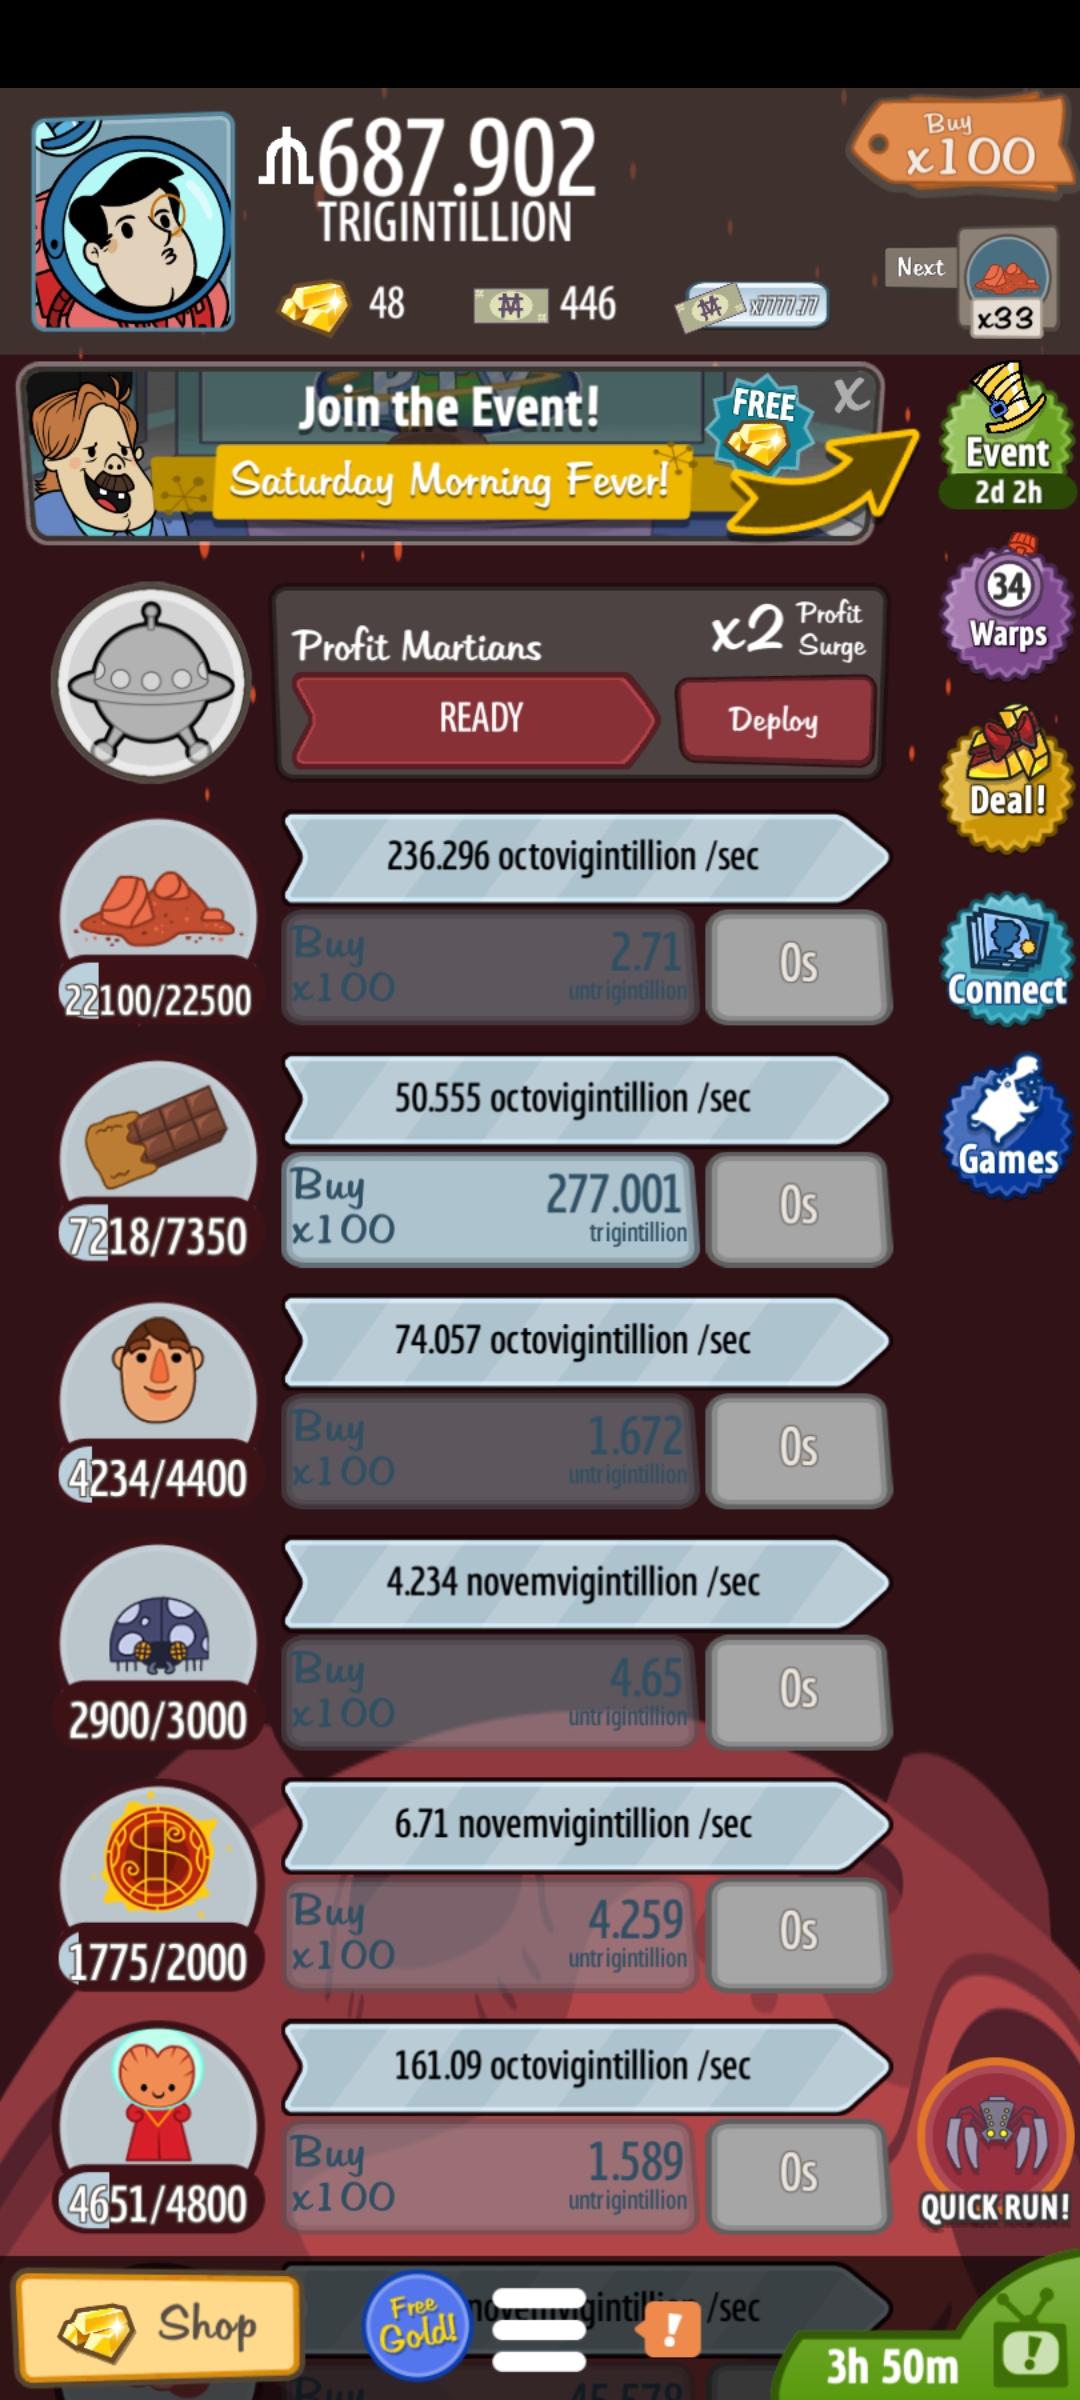 687.902
TRIGINTILLION
Buy
x100
48
446
x7777.77
Next
x33
Join the Event!
FREE
X
Saturday Morning Fever!
Event
2d 2h
34
Warps
Profit Martians
x2 Profit
Surge
READY
Deploy
Deal!
236.296 octovigintillion /sec
Buy
x100
2.71
untrigintillion
0s
22100/22500
Connect
50.555 octovigintillion /sec
Buy
x100
277.001
trigintillion
0s
7218/7350
Games
74.057 octovigintillion /sec
Buy
x100
1.672
untrigintillion
0s
4234/4400
4.234 novemvigintillion /sec
Buy
x100
4.65
untrigintillion
0s
2900/3000
6.71 novemvigintillion /sec
Buy
x100
4.259
untrigintillion
0s
1775/2000
161.09 octovigintillion /sec
Buy
x100
1.589
untrigintillion
0s
4651/4800
QUICK RUN!
Shop
Free
Gold!
novemvigintillion /sec
!
3h 50m
!
Buy